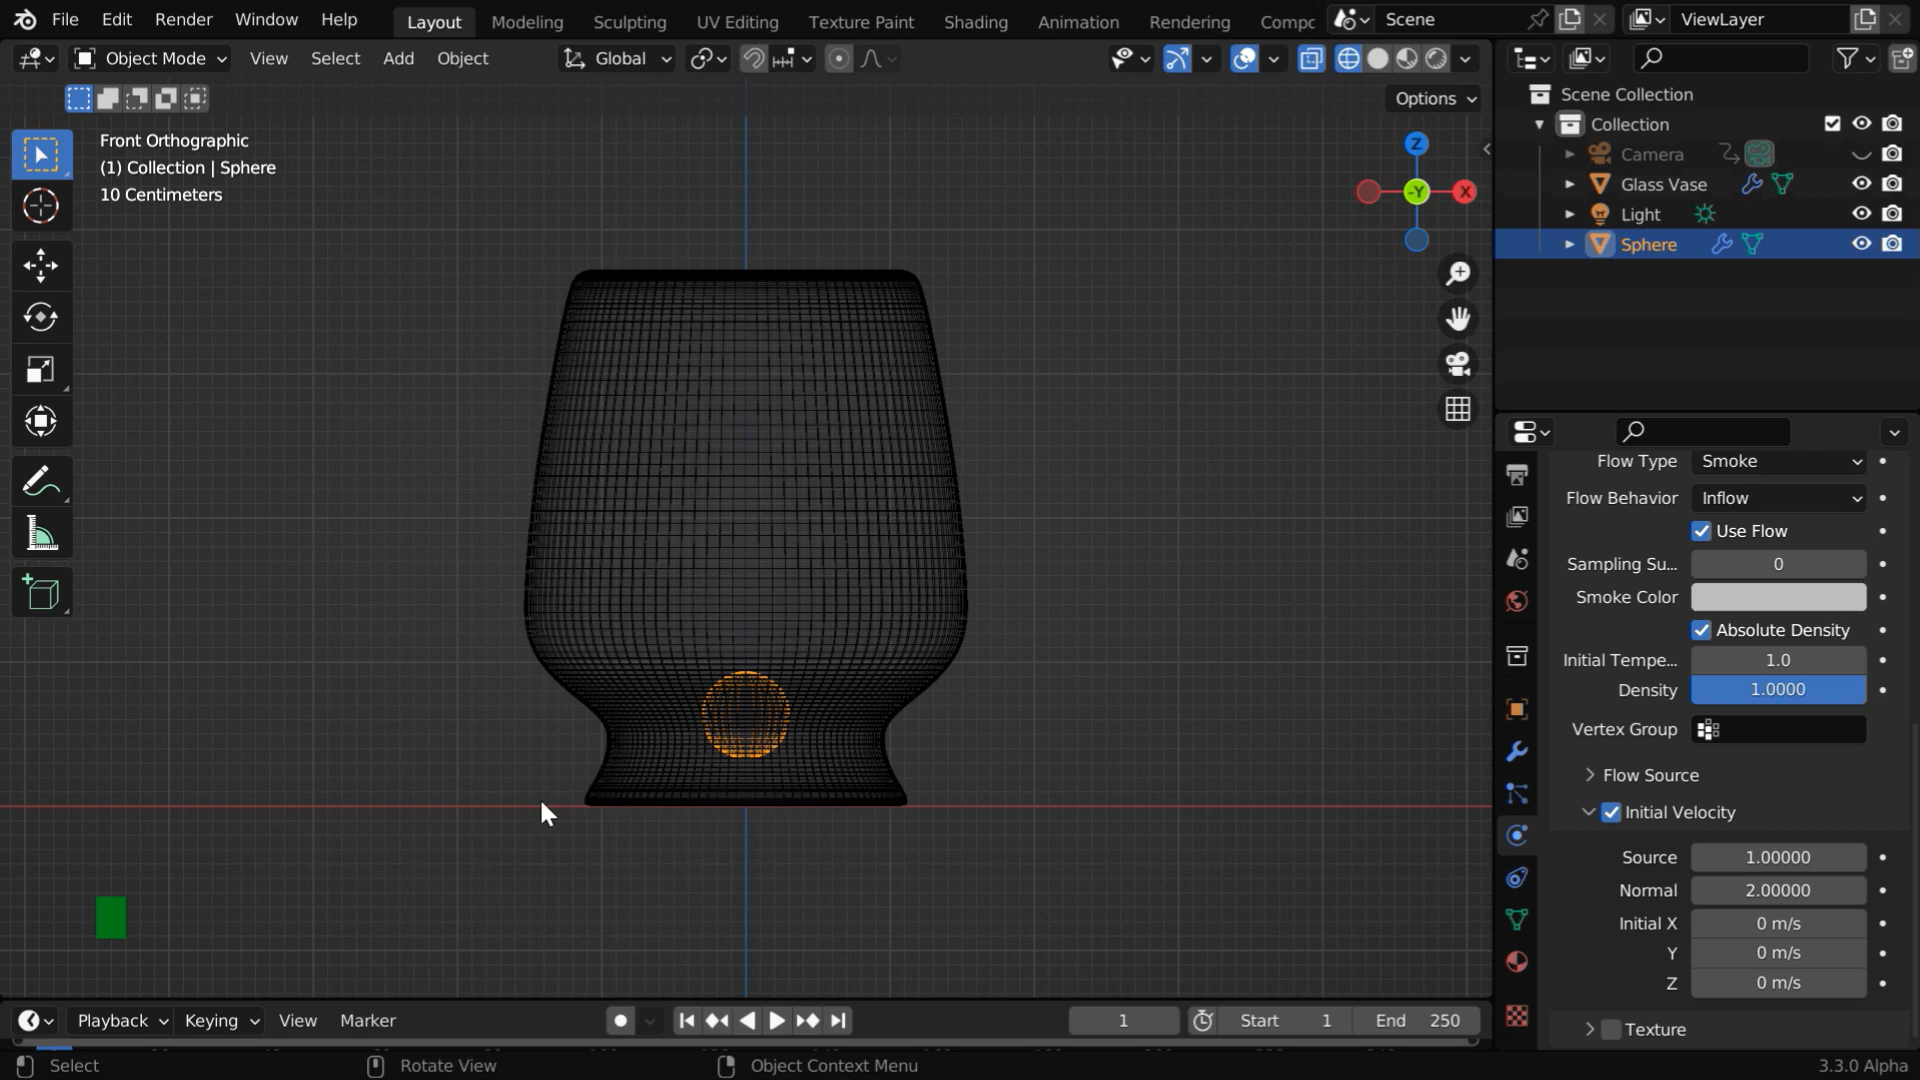 File Edit Render Window Help Layout Modeling Sculpting UV Editing Texture Paint Shading Animation Rendering Compc Scene ViewLayer
Object Mode View Select Add Object Global
Options
Front Orthographic
(1) Collection | Sphere
10 Centimeters
Z
-Y X
Scene Collection
Collection
Camera
Glass Vase
Light
Sphere
Flow Type Smoke
Flow Behavior Inflow
Use Flow
Sampling Su... 0
Smoke Color
Absolute Density
Initial Tempe... 1.0
Density 1.0000
Vertex Group
Flow Source
Initial Velocity
Source 1.00000
Normal 2.00000
Initial X 0 m/s
Y 0 m/s
Z 0 m/s
Texture
Playback Keying View Marker 1 Start 1 End 250
Select Rotate View Object Context Menu 3.3.0 Alpha